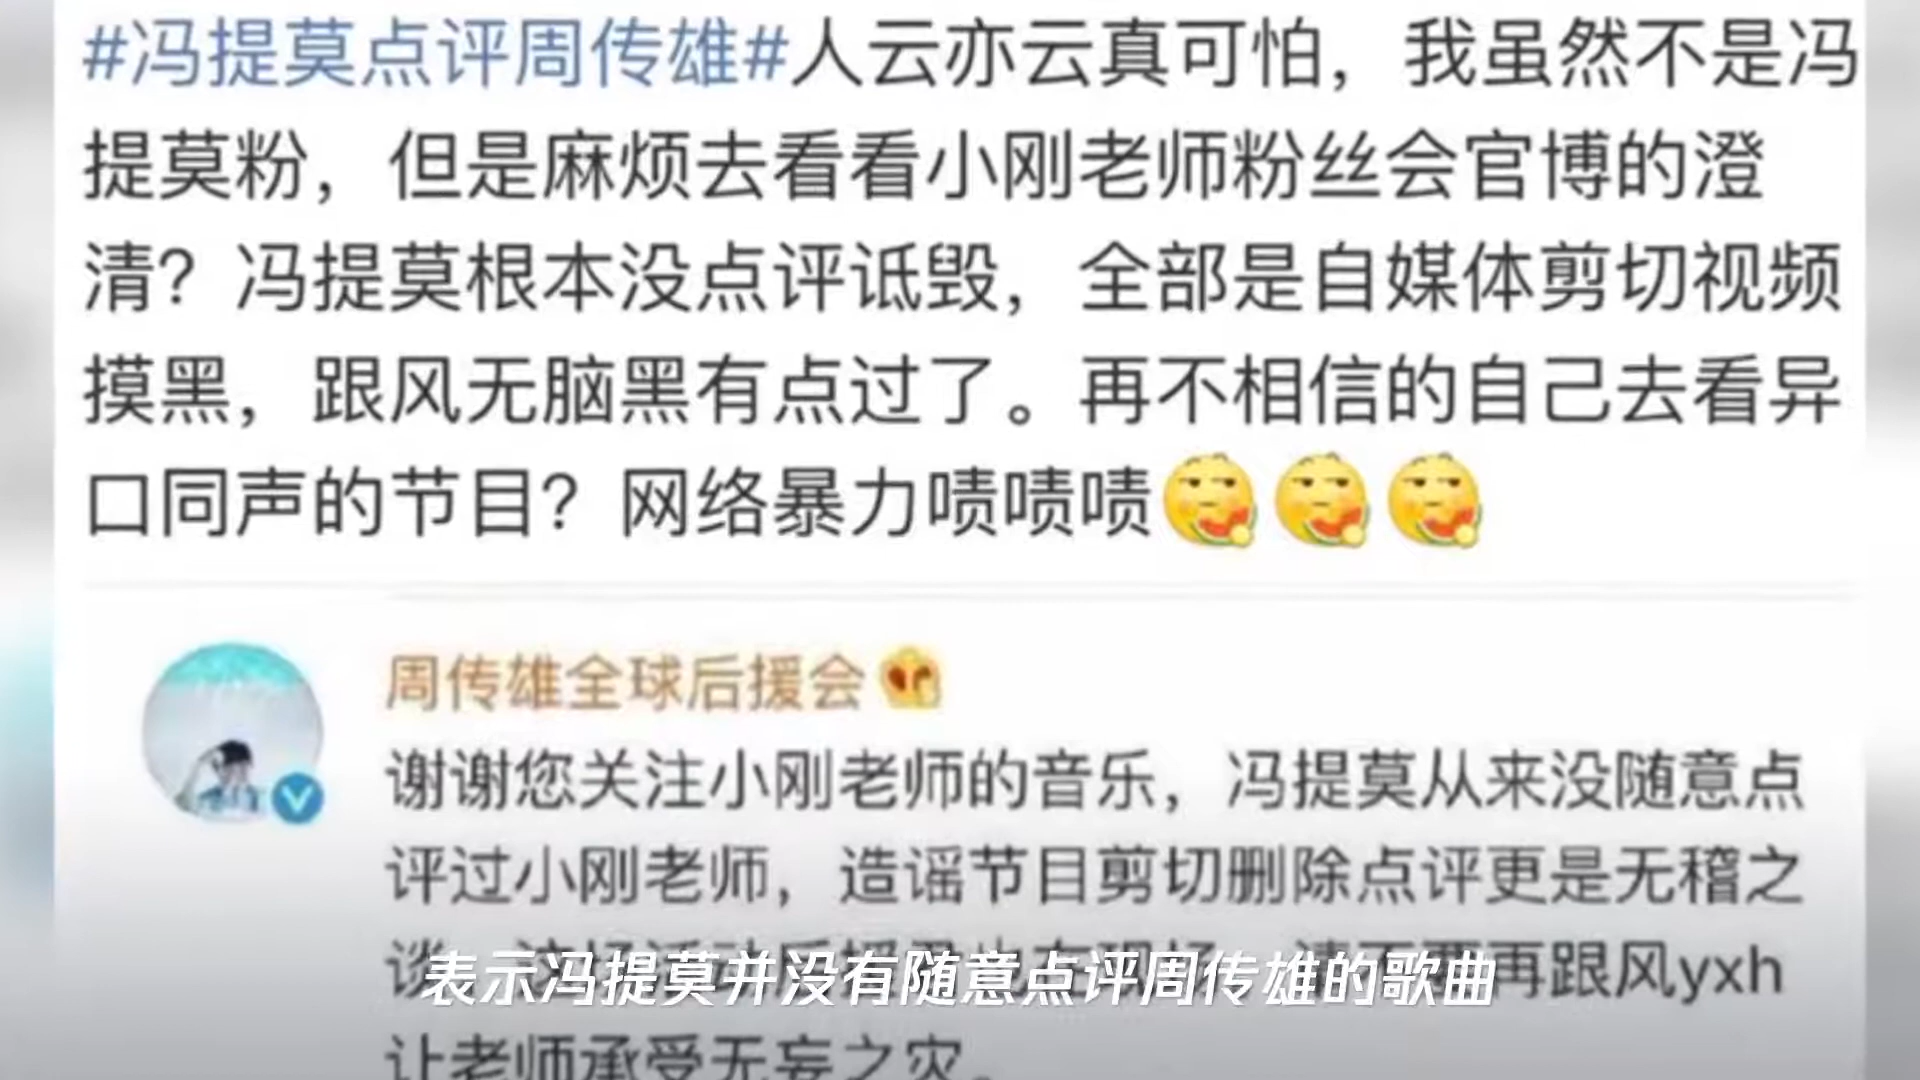 #冯提莫点评周传雄#人云亦云真可怕，我虽然不是冯
提莫粉，但是麻烦去看看小刚老师粉丝会官博的澄
清？冯提莫根本没点评诋毁，全部是自媒体剪切视频
摸黑，跟风无脑黑有点过了。再不相信的自己去看异
口同声的节目？网络暴力啧啧啧
周传雄全球后援会
谢谢您关注小刚老师的音乐，冯提莫从来没随意点
评过小刚老师，造谣节目剪切删除点评更是无稽之
谈 再跟风yxh
表示冯提莫并没有随意点评周传雄的歌曲
让老师承受无妄之灾。